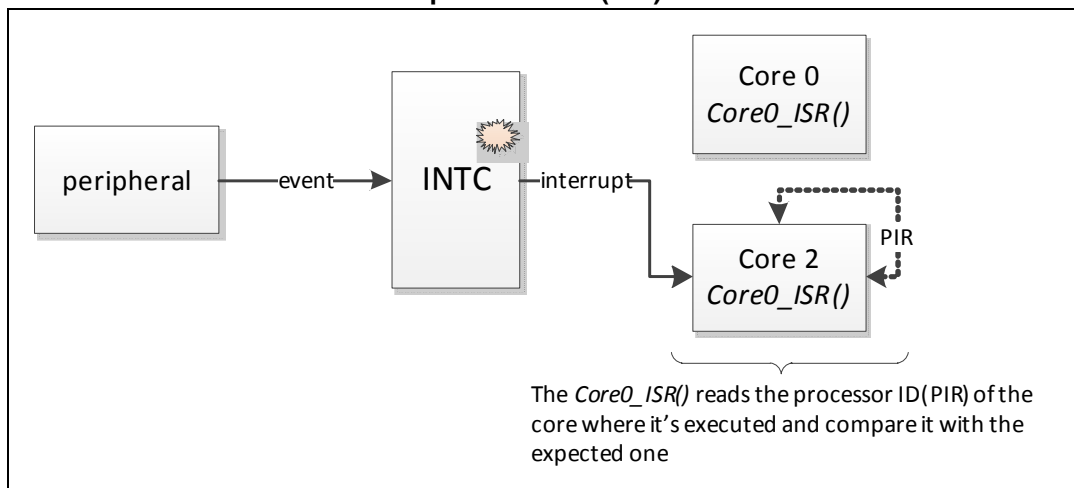 Core 0
Core0_ISR()
peripheral
event
INTC
interrupt
PIR
Core 2
Core0_ISR()
The Core0_ISR() reads the processor ID(PIR) of the
core where it's executed and compare it with the
expected one